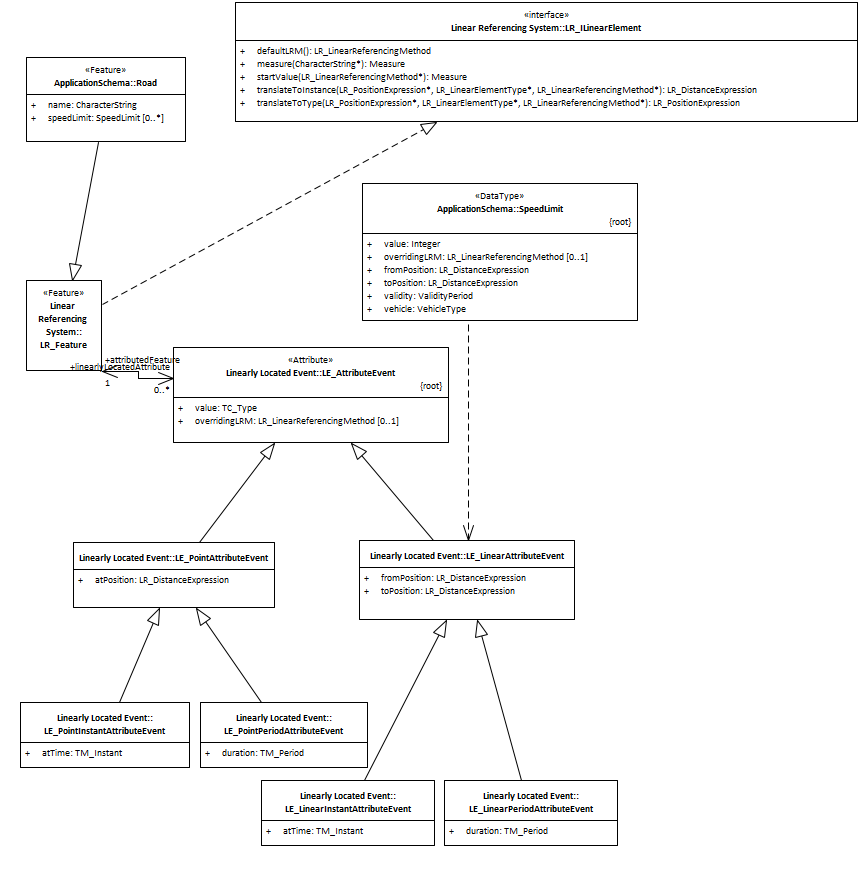 «interface»
Linear Referencing System::LR_ILinearElement
+ defaultLRM(): LR_LinearReferencingMethod
+ measure(CharacterString*): Measure
+ startValue(LR_LinearReferencingMethod*): Measure
+ translateToInstance(LR_PositionExpression*, LR_LinearElementType*, LR_LinearReferencingMethod*): LR_DistanceExpression
+ translateToType(LR_PositionExpression*, LR_LinearElementType*, LR_LinearReferencingMethod*): LR_PositionExpression
«Feature»
ApplicationSchema::Road
+ name: CharacterString
+ speedLimit: SpeedLimit [0..*]
«DataType»
ApplicationSchema::SpeedLimit
{root}
+ value: Integer
+ overridingLRM: LR_LinearReferencingMethod [0..1]
+ fromPosition: LR_DistanceExpression
+ toPosition: LR_DistanceExpression
+ validity: ValidityPeriod
+ vehicle: VehicleType
«Feature»
Linear
Referencing
System::
LR_Feature
+attributedFeature
+linearlyLocatedAttribute
1
0..*
«Attribute»
Linearly Located Event::LE_AttributeEvent
{root}
+ value: TC_Type
+ overridingLRM: LR_LinearReferencingMethod [0..1]
Linearly Located Event::LE_PointAttributeEvent
+ atPosition: LR_DistanceExpression
Linearly Located Event::LE_LinearAttributeEvent
+ fromPosition: LR_DistanceExpression
+ toPosition: LR_DistanceExpression
Linearly Located Event::
LE_PointInstantAttributeEvent
+ atTime: TM_Instant
Linearly Located Event::
LE_PointPeriodAttributeEvent
+ duration: TM_Period
Linearly Located Event::
LE_LinearInstantAttributeEvent
+ atTime: TM_Instant
Linearly Located Event::
LE_LinearPeriodAttributeEvent
+ duration: TM_Period